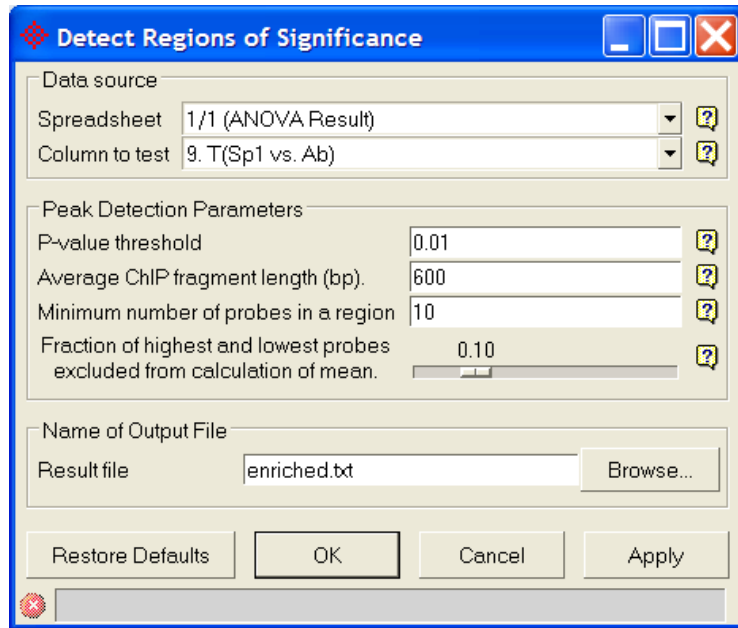 Detect Regions of Significance
Data source
Spreadsheet 1/1 (ANOVA Result)
Column to test 9. T(Sp1 vs. Ab)
Peak Detection Parameters
P-value threshold 0.01
Average ChIP fragment length (bp). 600
Minimum number of probes in a region 10
Fraction of highest and lowest probes 0.10
excluded from calculation of mean.
Name of Output File
Result file enriched.txt Browse...
Restore Defaults OK Cancel Apply